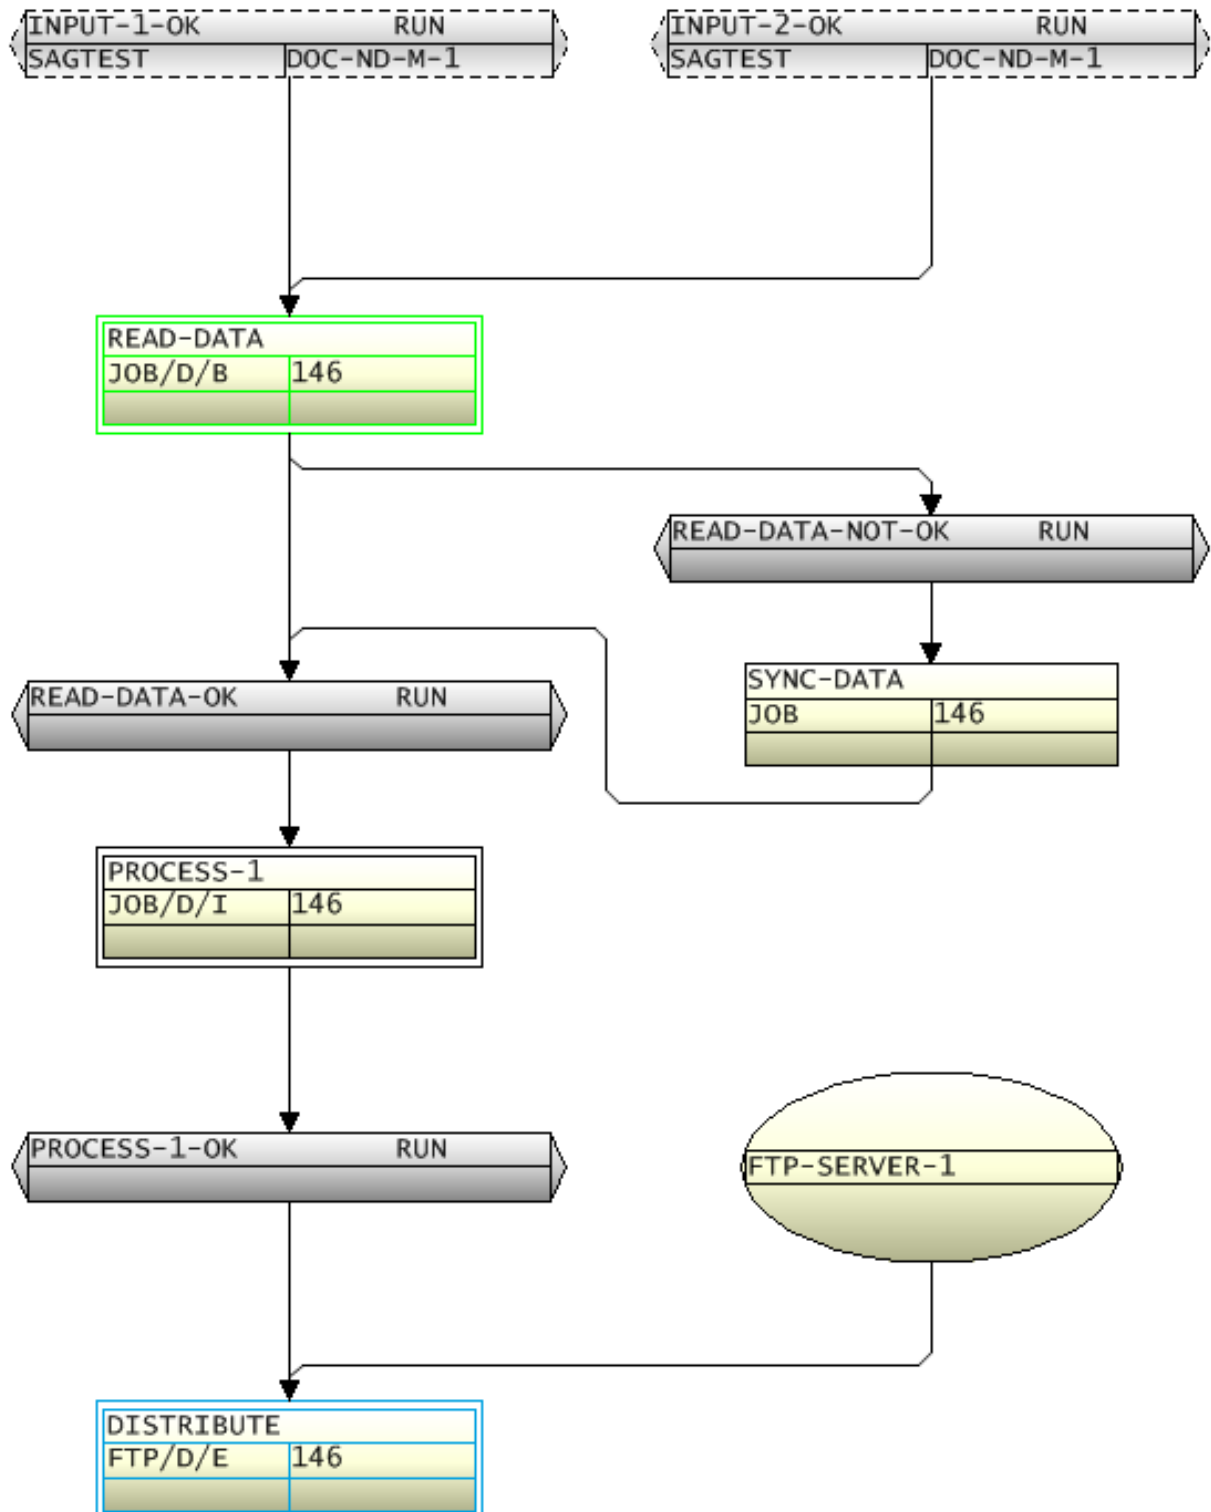 INPUT-1-OK RUN
SAGTEST DOC-ND-M-1
INPUT-2-OK RUN
SAGTEST DOC-ND-M-1
READ-DATA
JOB/D/B 146
READ-DATA-NOT-OK RUN
SYNC-DATA
JOB 146
READ-DATA-OK RUN
PROCESS-1
JOB/D/I 146
PROCESS-1-OK RUN
FTP-SERVER-1
DISTRIBUTE
FTP/D/E 146